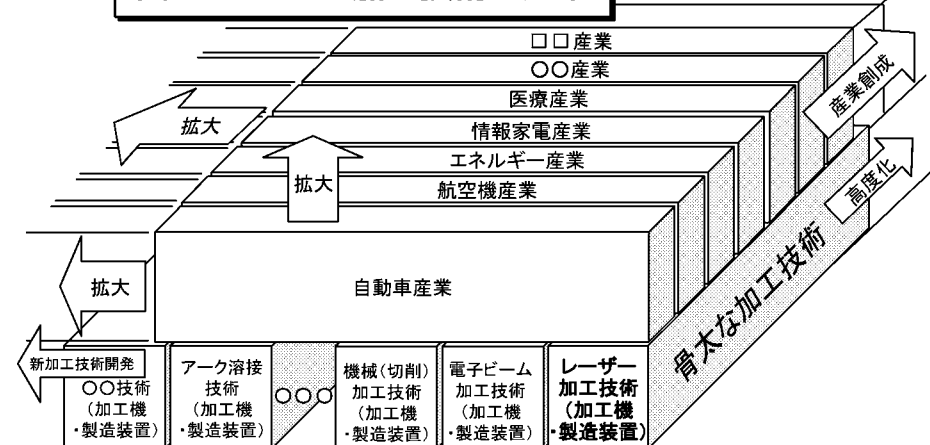 □□産業
○○産業
医療産業
情報家電産業
エネルギー産業
航空機産業
自動車産業
産業創成
高度化
拡大
拡大
拡大
骨太な加工技術
新加工技術開発
○○技術
(加工機
・製造装置)
アーク溶接
技術
(加工機
・製造装置)
○○○
機械(切削)
加工技術
(加工機
・製造装置)
電子ビーム
加工技術
(加工機
・製造装置)
レーザー
加工技術
(加工機
・製造装置)